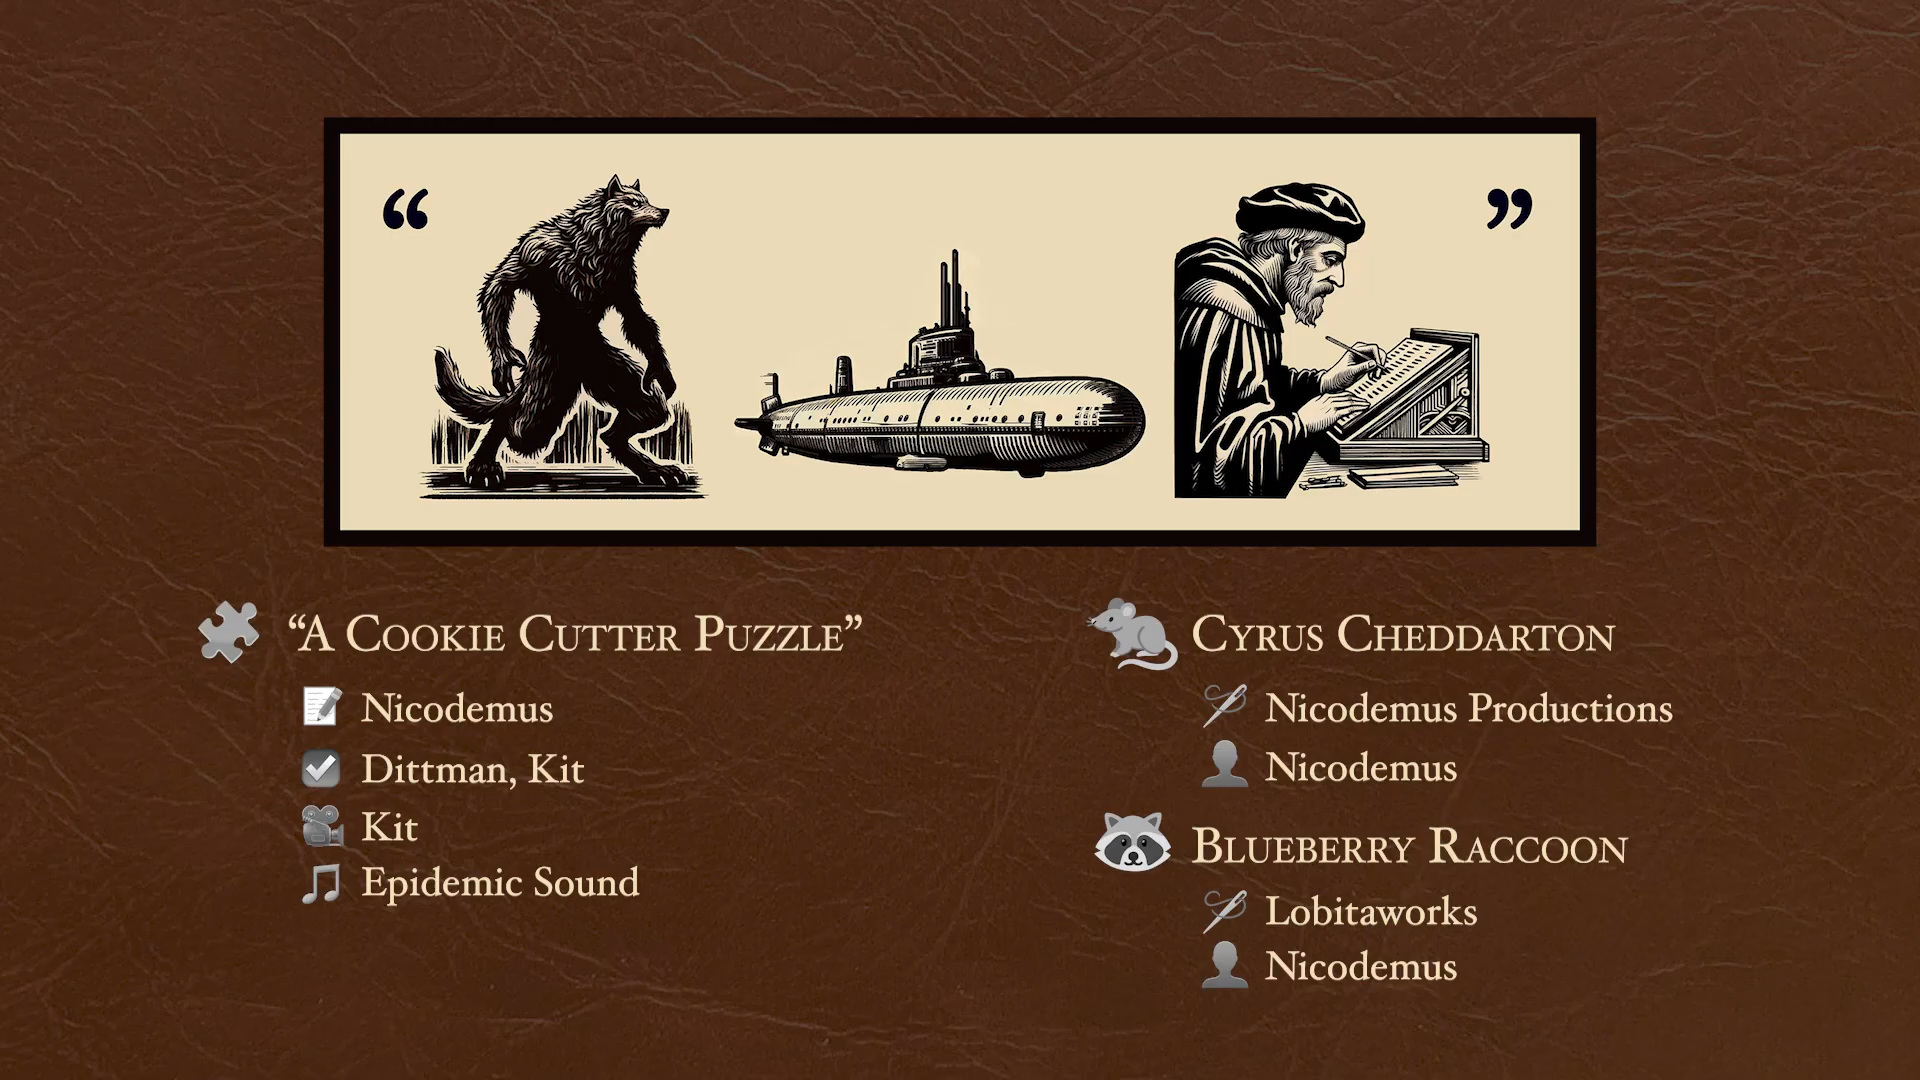 “ ”
“A Cookie Cutter Puzzle”
Nicodemus
Dittman, Kit
Kit
Epidemic Sound
Cyrus Cheddarton
Nicodemus Productions
Nicodemus
Blueberry Raccoon
Lobitaworks
Nicodemus